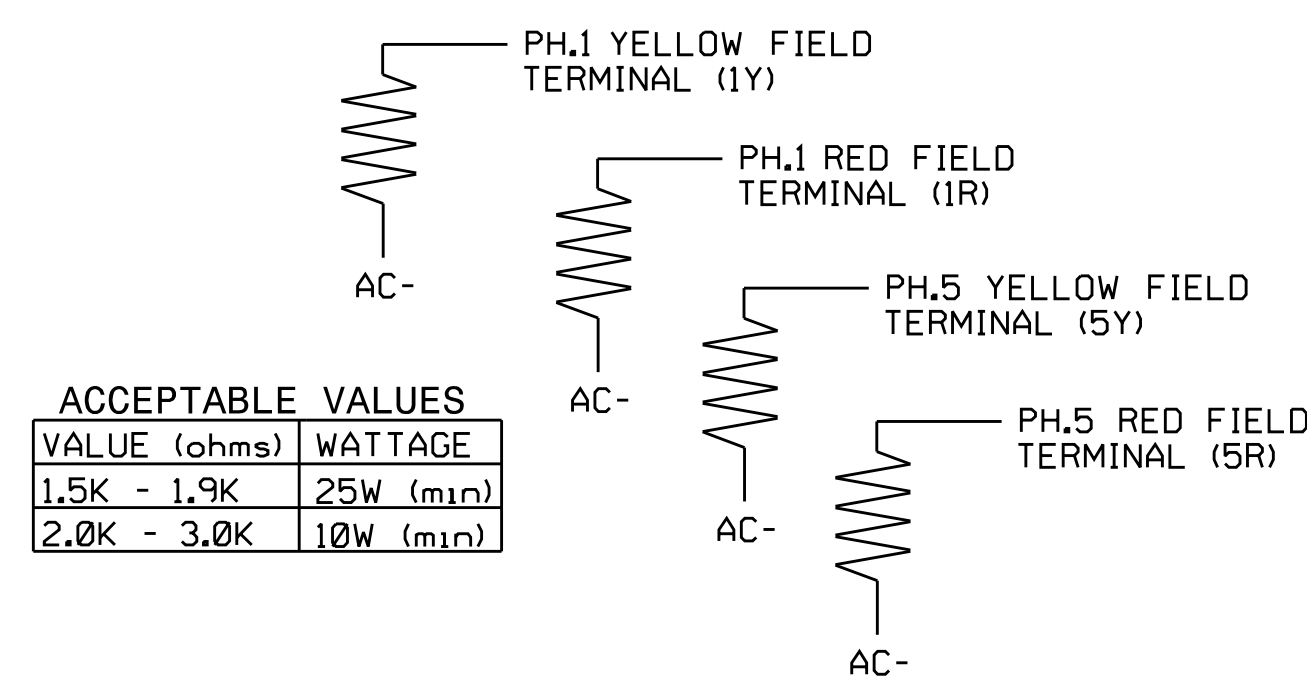 PH.1 YELLOW FIELD
TERMINAL (1Y)
AC-
PH.1 RED FIELD
TERMINAL (1R)
AC-
PH.5 YELLOW FIELD
TERMINAL (5Y)
AC-
PH.5 RED FIELD
TERMINAL (5R)
AC-
ACCEPTABLE VALUES
VALUE (ohms) WATTAGE
1.5K - 1.9K 25W (min)
2.0K - 3.0K 10W (min)